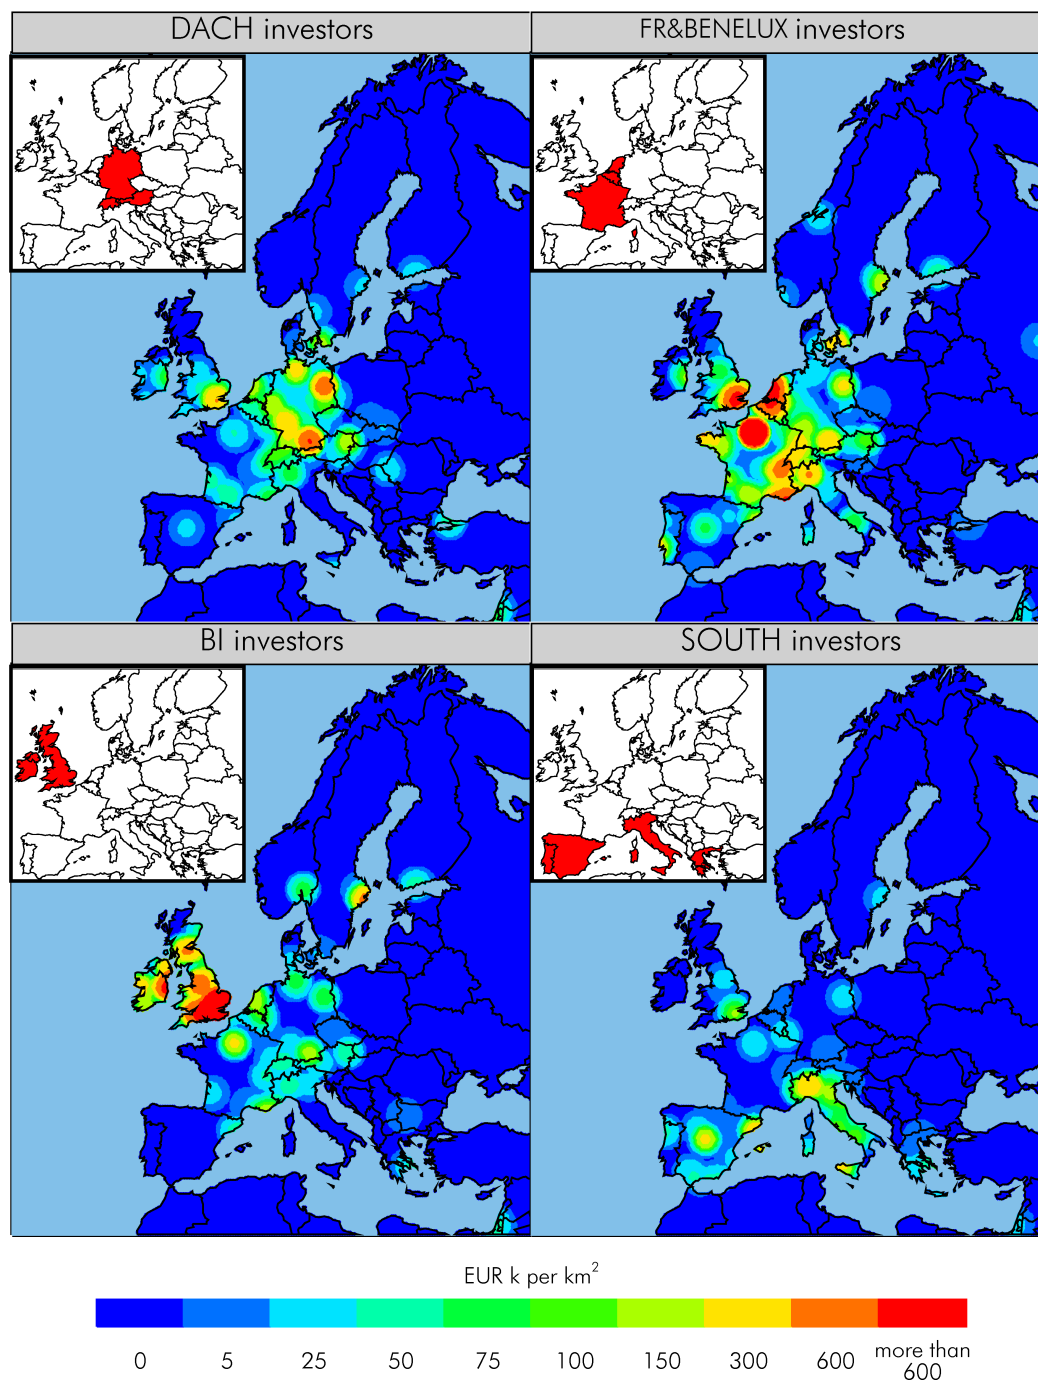 DACH investors
FR&BENELUX investors
BI investors
SOUTH investors
EUR k per km²
0 5 25 50 75 100 150 300 600 more than 600